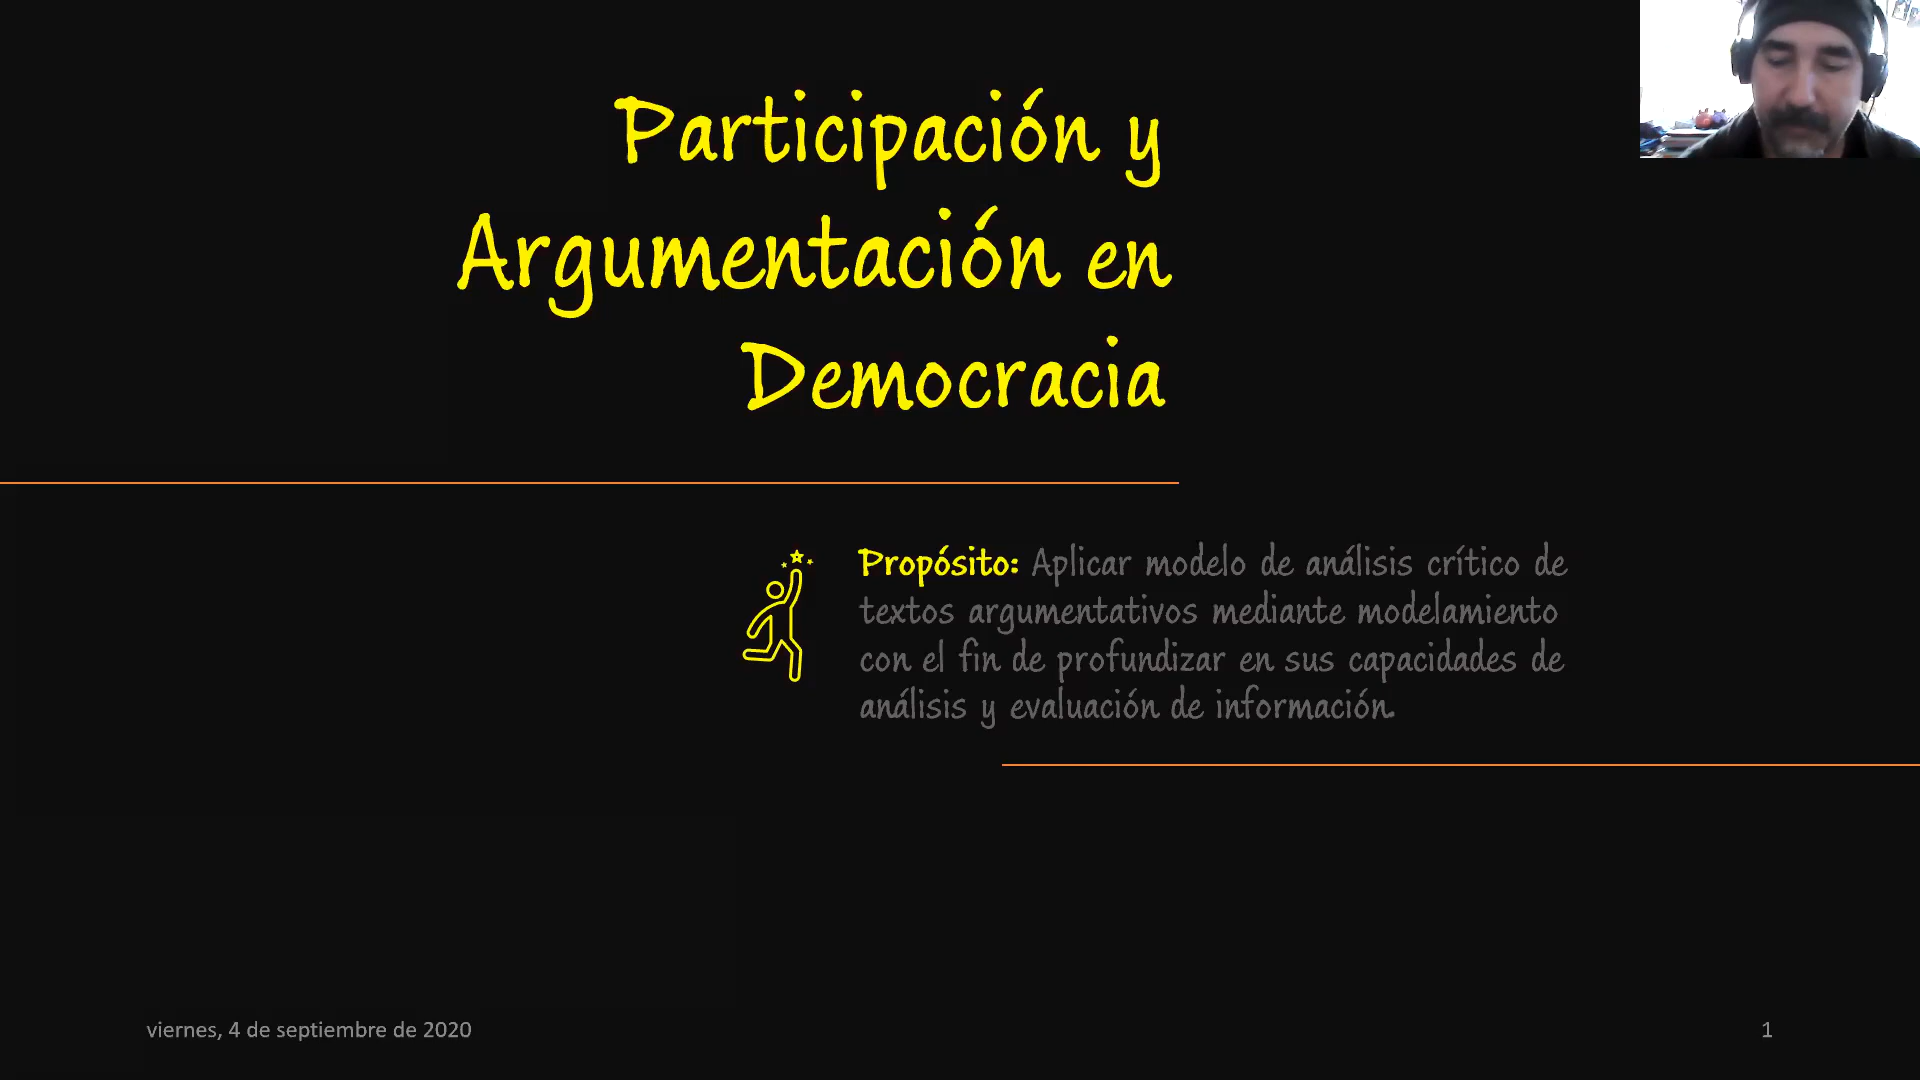 Participación y
Argumentación en
Democracia
Propósito: Aplicar modelo de análisis crítico de
textos argumentativos mediante modelamiento
con el fin de profundizar en sus capacidades de
análisis y evaluación de información.
viernes, 4 de septiembre de 2020
1